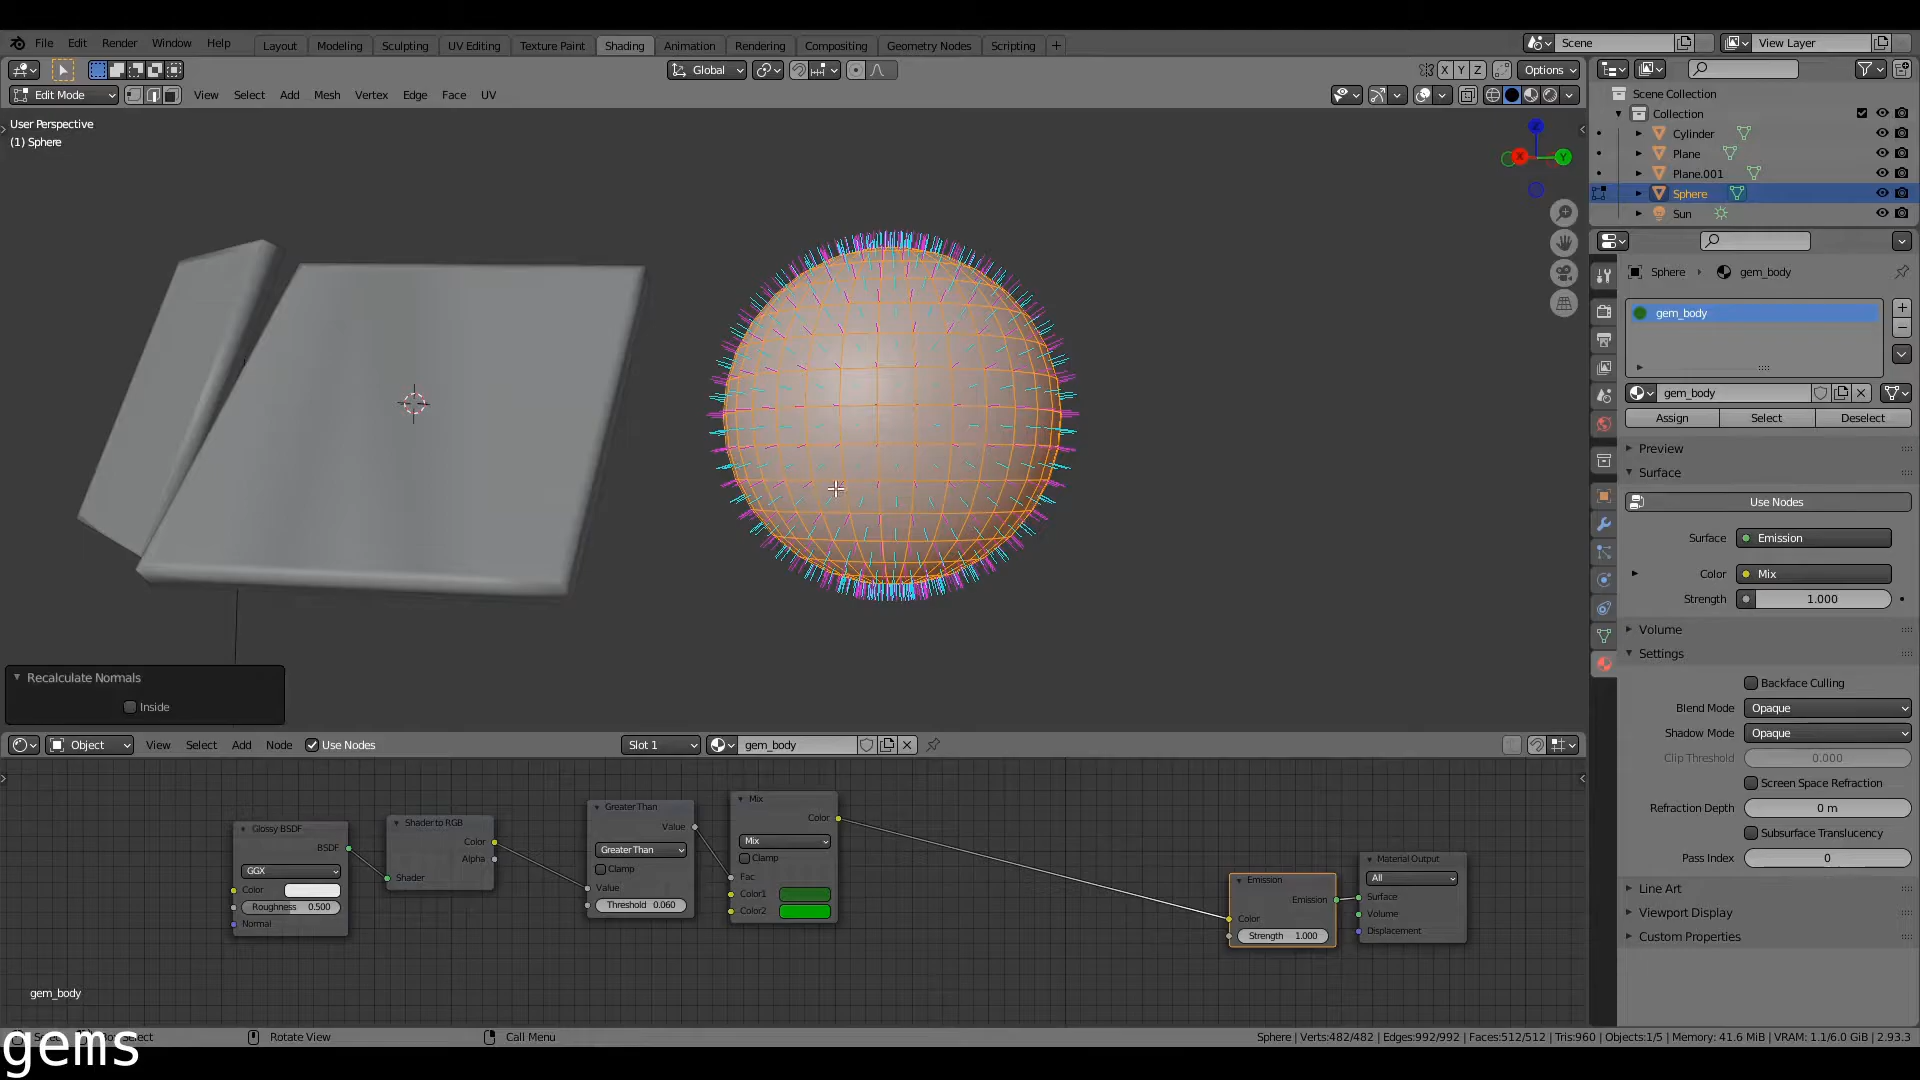 File Edit Render Window Help Layout Modeling Sculpting UV Editing Texture Paint Shading Animation Rendering Compositing Geometry Nodes Scripting + Scene View Layer
Global X Y Z Options
Edit Mode View Select Add Mesh Vertex Edge Face UV
User Perspective
(1) Sphere
X Y
Scene Collection
Collection
Cylinder
Plane
Plane.001
Sphere
Sun
Sphere gem_body
gem_body
gem_body
Assign Select Deselect
Preview
Surface
Use Nodes
Surface Emission
Color Mix
Strength 1.000
Volume
Settings
Backface Culling
Blend Mode Opaque
Shadow Mode Opaque
Clip Threshold 0.000
Screen Space Refraction
Refraction Depth 0 m
Subsurface Translucency
Pass Index 0
Line Art
Viewport Display
Custom Properties
Recalculate Normals
Inside
Object View Select Add Node Use Nodes Slot 1 gem_body
Glossy BSDF
BSDF
GGX
Color
Roughness 0.500
Normal
Shader to RGB
Color
Alpha
Shader
Greater Than
Value
Greater Than
Clamp
Value
Threshold 0.060
Mix
Color
Mix
Clamp
Fac
Color1
Color2
Emission
Emission
Color
Strength 1.000
Material Output
All
Surface
Volume
Displacement
gem_body
gems
Select
Rotate View Call Menu
Sphere | Verts:482/482 | Edges:992/992 | Faces:512/512 | Tris:960 | Objects:1/5 | Memory: 41.6 MiB | VRAM: 1.1/6.0 GiB | 2.93.3